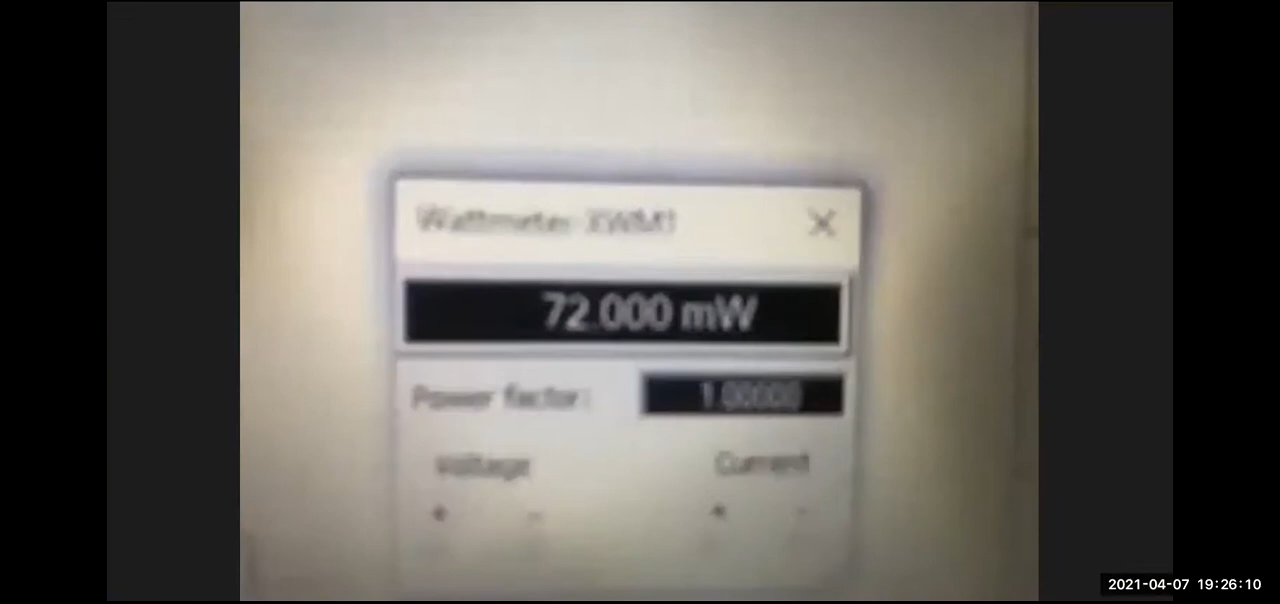 Wattmeter-XWM1
72.000 mW
Power factor: 1.00000
Voltage Current
+ - + -
2021-04-07 19:26:10